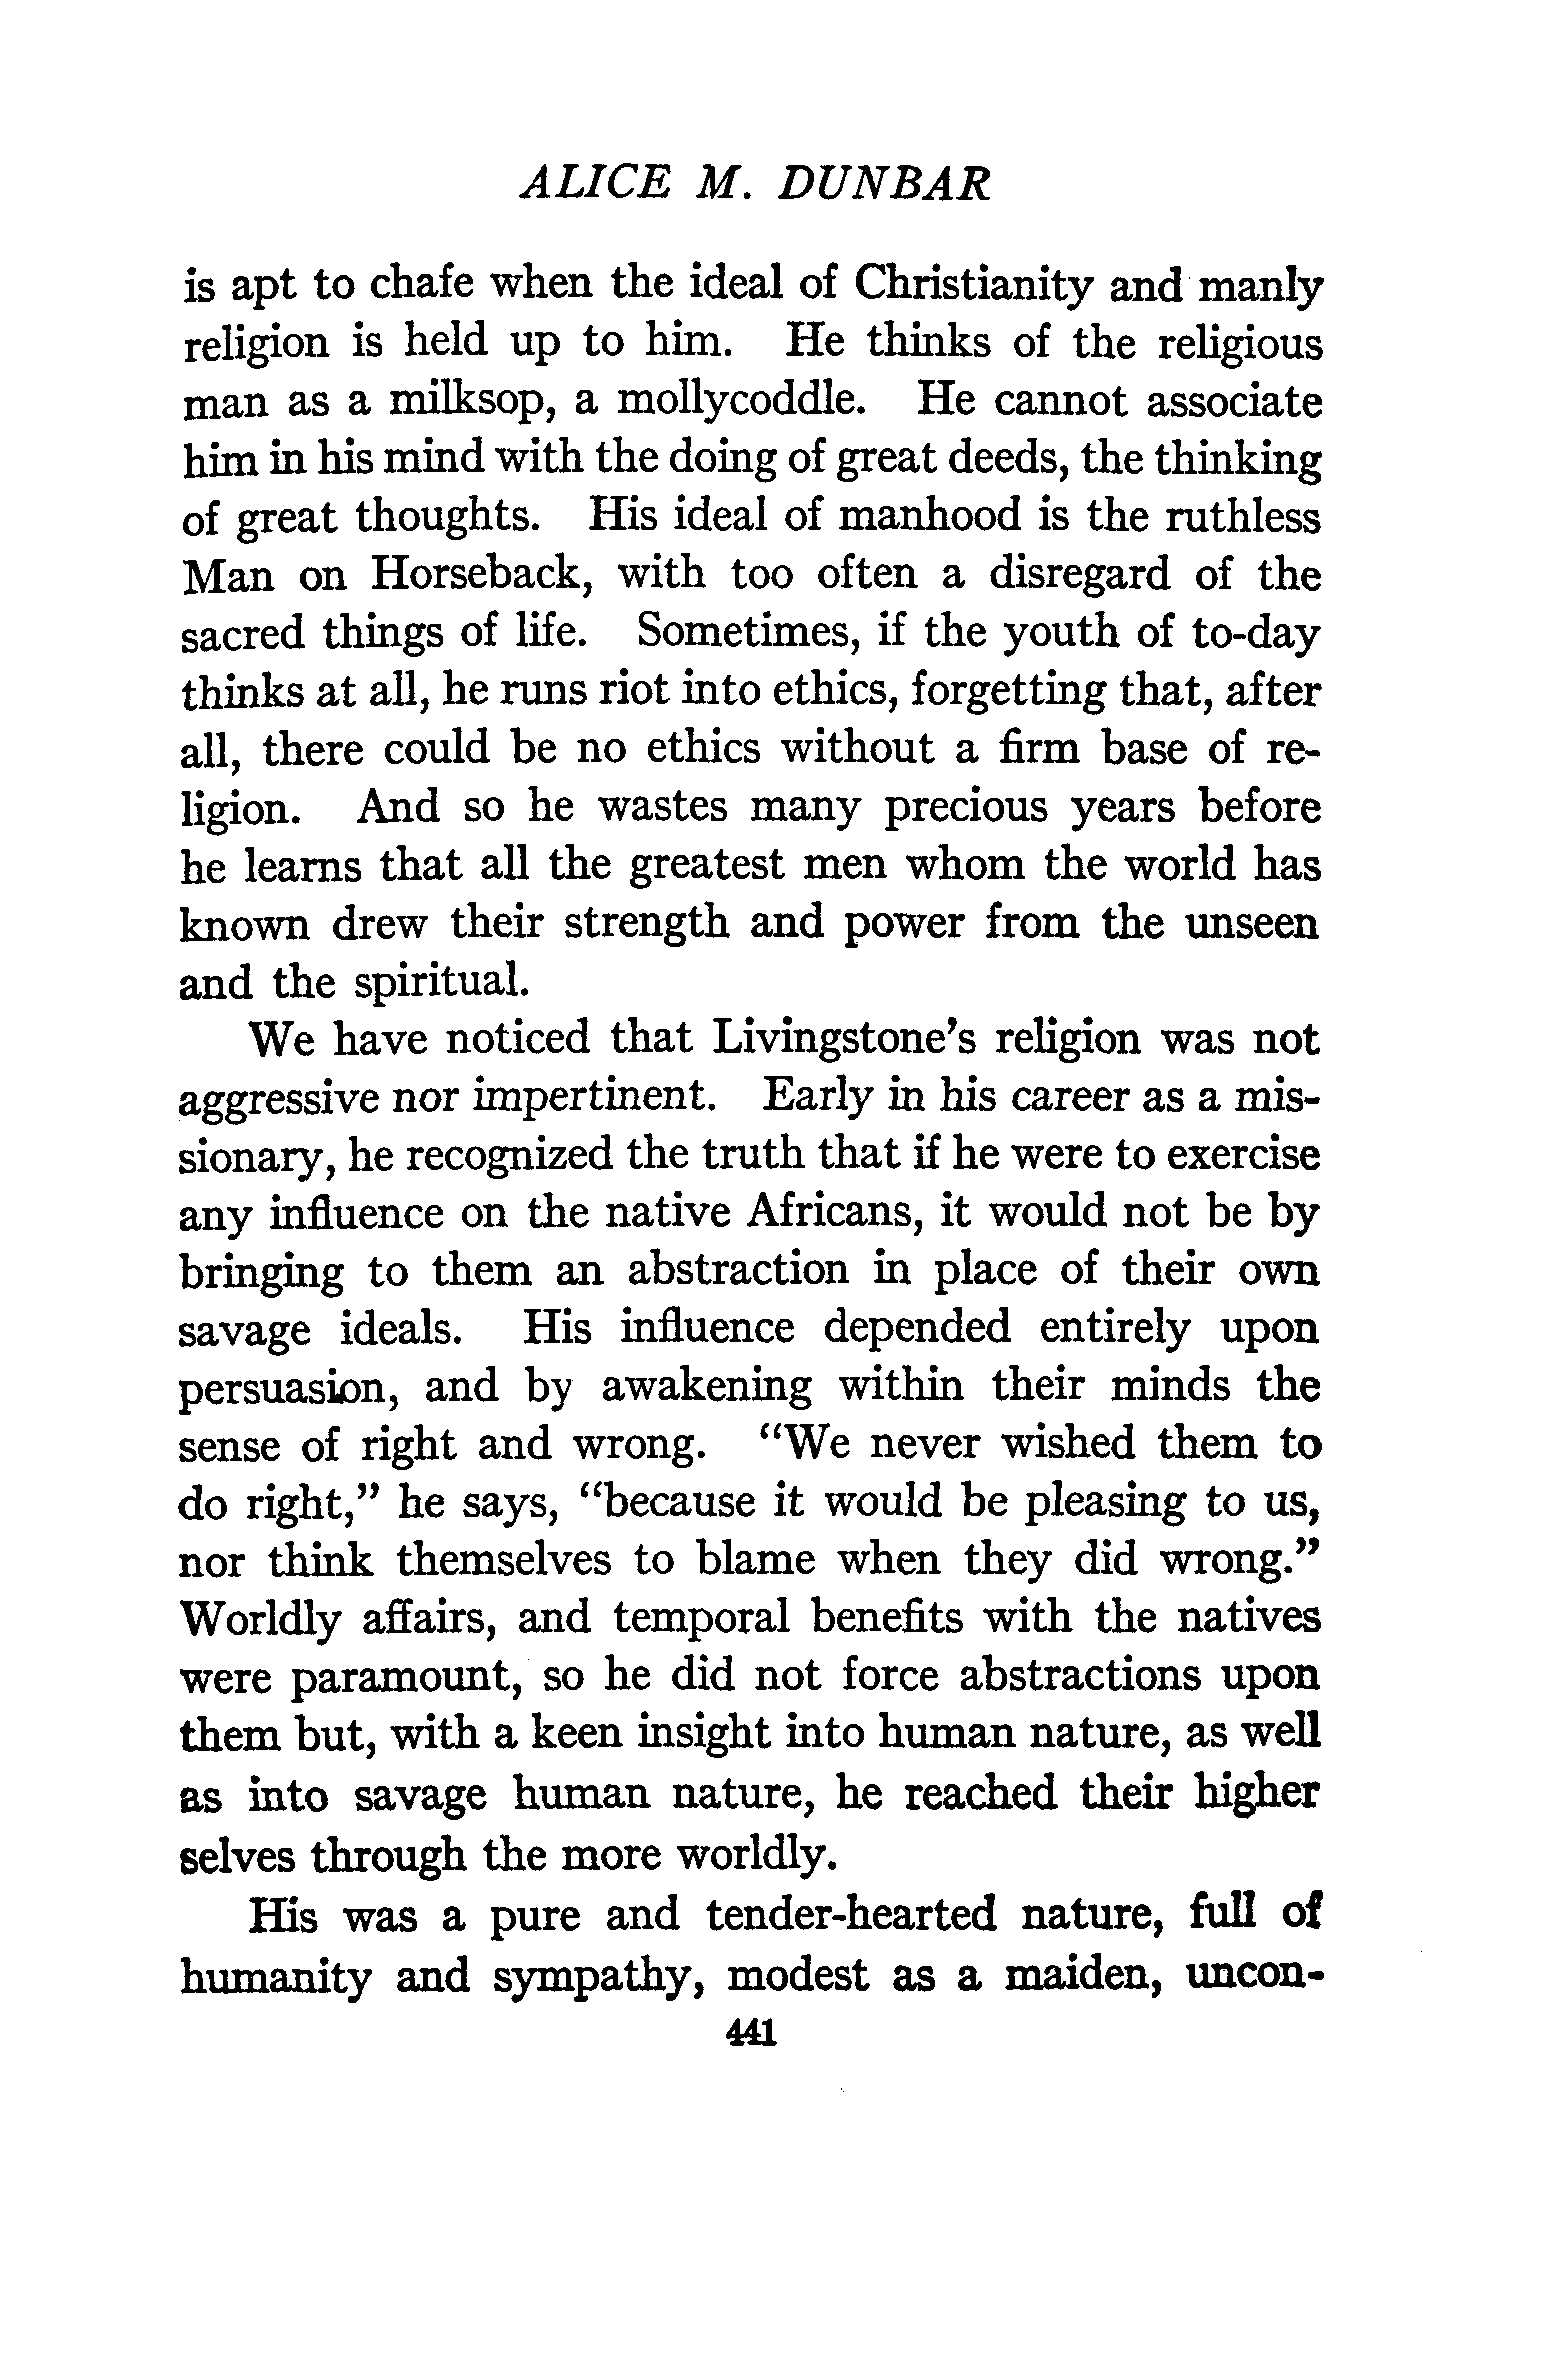 ALICE M. DUNBAR
is apt to chafe when the ideal of Christianity and manly
religion is held up to him. He thinks of the religious
man as a milksop, a mollycoddle. He cannot associate
him in his mind with the doing of great deeds, the thinking
of great thoughts. His ideal of manhood is the ruthless
Man on Horseback, with too often a disregard of the
sacred things of life. Sometimes, if the youth of to-day
thinks at all, he runs riot into ethics, forgetting that, after
all, there could be no ethics without a firm base of re-
ligion. And so he wastes many precious years before
he learns that all the greatest men whom the world has
known drew their strength and power from the unseen
and the spiritual.
We have noticed that Livingstone's religion was not
aggressive nor impertinent. Early in his career as a mis-
sionary, he recognized the truth that if he were to exercise
any influence on the native Africans, it would not be by
bringing to them an abstraction in place of their own
savage ideals. His influence depended entirely upon
persuasion, and by awakening within their minds the
sense of right and wrong. "We never wished them to
do right," he says, "because it would be pleasing to us,
nor think themselves to blame when they did wrong."
Worldly affairs, and temporal benefits with the natives
were paramount, so he did not force abstractions upon
them but, with a keen insight into human nature, as well
as into savage human nature, he reached their higher
selves through the more worldly.
His was a pure and tender-hearted nature, full of
humanity and sympathy, modest as a maiden, uncon-
441